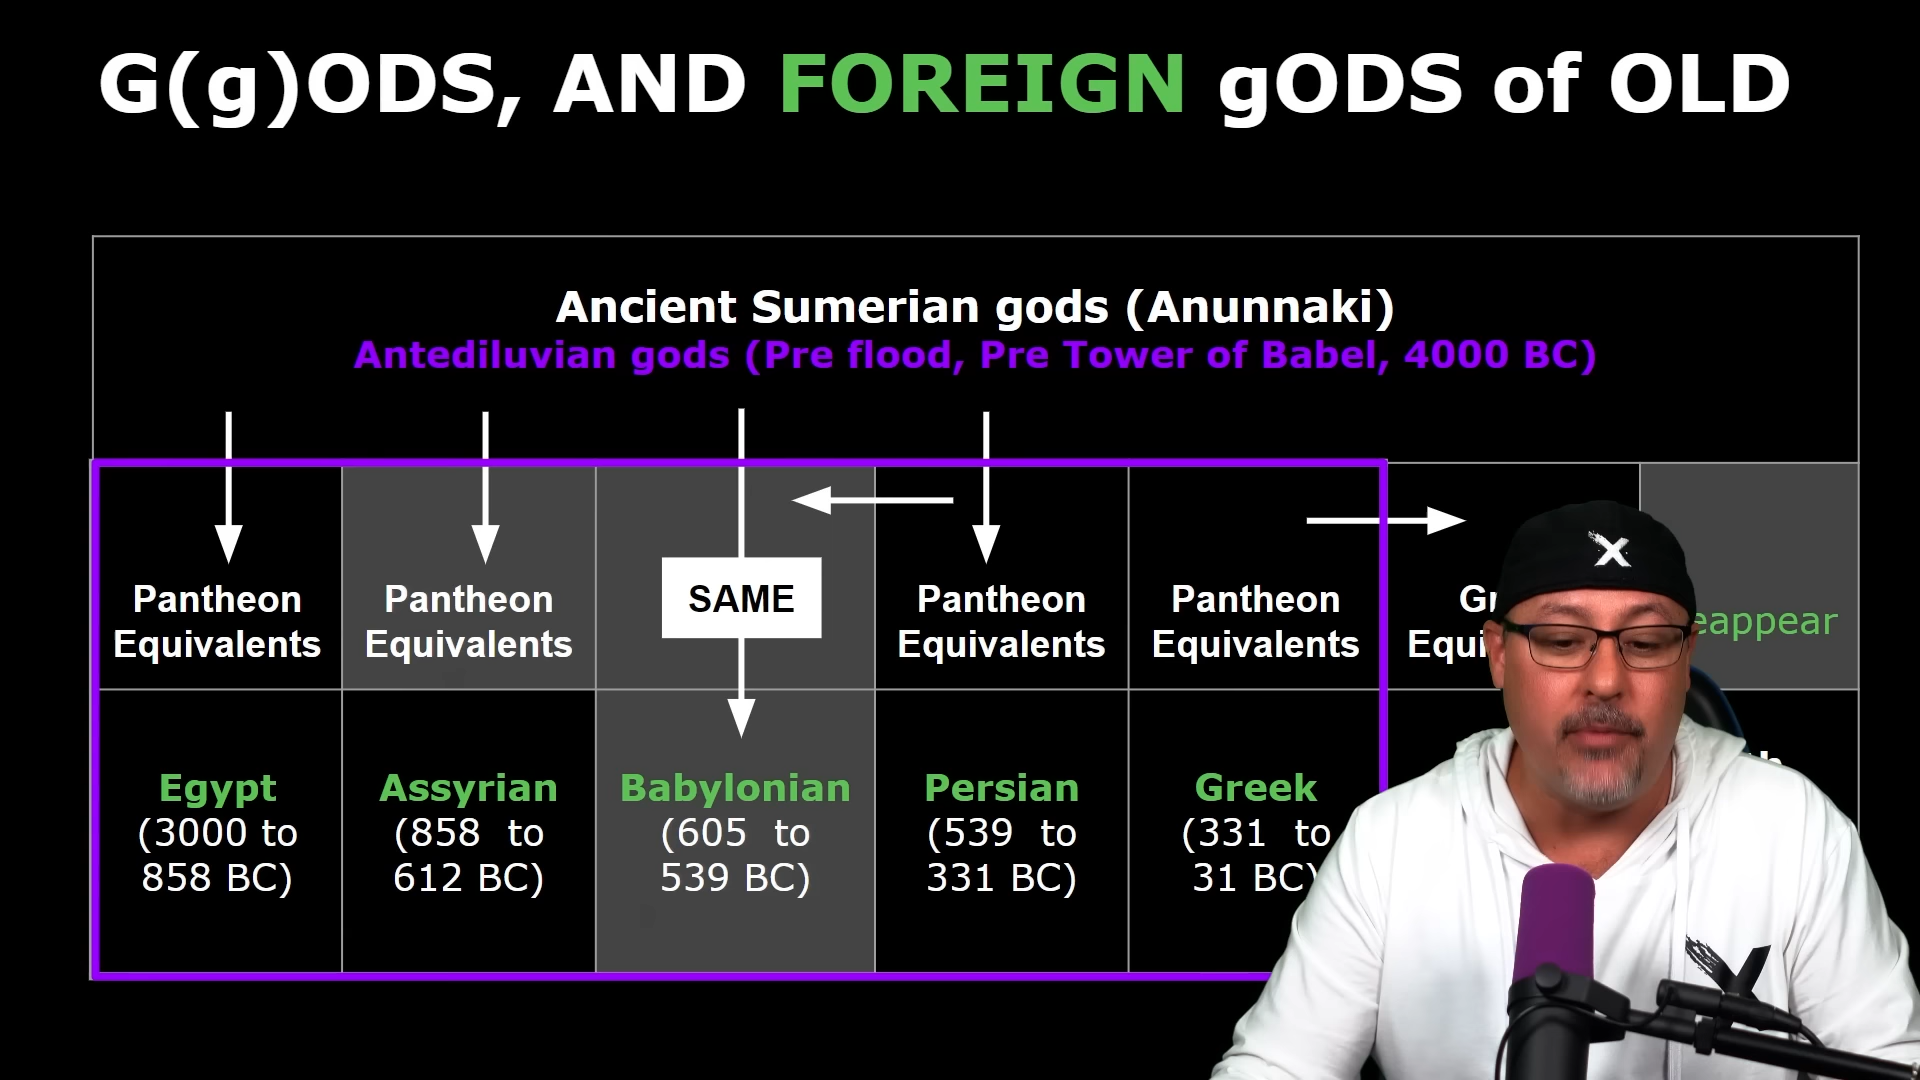 G(g)ODS, AND FOREIGN gODS of OLD
Ancient Sumerian gods (Anunnaki)
Antediluvian gods (Pre flood, Pre Tower of Babel, 4000 BC)
Pantheon
Equivalents
Pantheon
Equivalents
SAME
Pantheon
Equivalents
Pantheon
Equivalents
Egypt
(3000 to
858 BC)
Assyrian
(858 to
612 BC)
Babylonian
(605 to
539 BC)
Persian
(539 to
331 BC)
Greek
(331 to
31 BC)
X